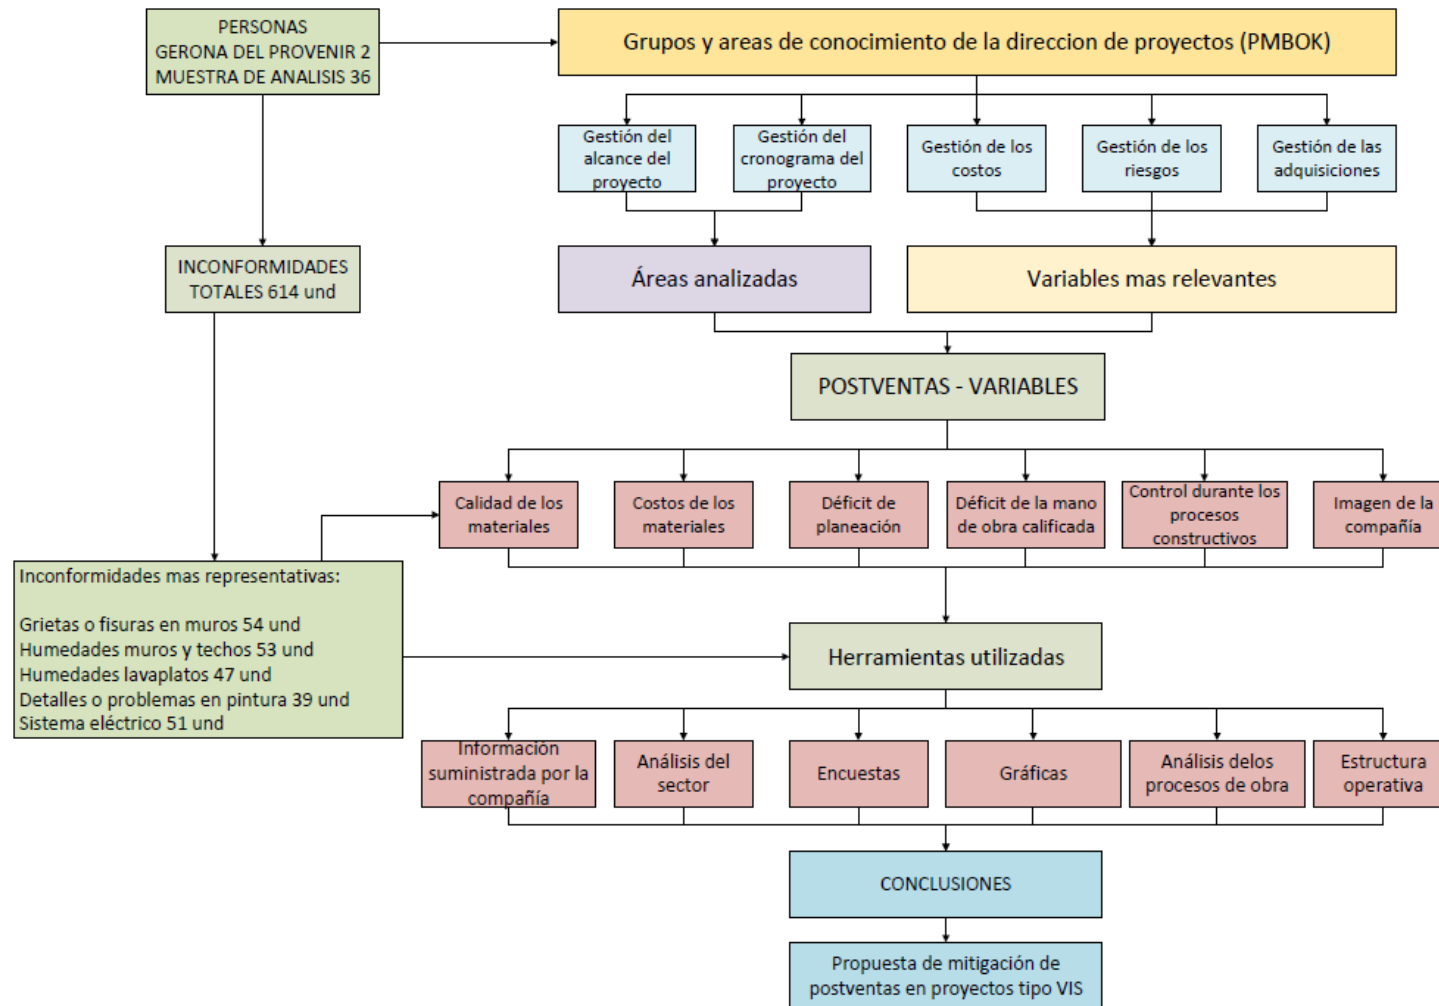 PERSONAS
GERONA DEL PROVENIR 2
MUESTRA DE ANALISIS 36
Grupos y areas de conocimiento de la direccion de proyectos (PMBOK)
Gestión del
alcance del
proyecto
Gestión del
cronograma del
proyecto
Gestión de los
costos
Gestión de los
riesgos
Gestión de las
adquisiciones
INCONFORMIDADES
TOTALES 614 und
Áreas analizadas
Variables mas relevantes
POSTVENTAS - VARIABLES
Calidad de los
materiales
Costos de los
materiales
Déficit de
planeación
Déficit de la mano
de obra calificada
Control durante los
procesos
constructivos
Imagen de la
compañía
Inconformidades mas representativas:
Grietas o fisuras en muros 54 und
Humedades muros y techos 53 und
Humedades lavaplatos 47 und
Detalles o problemas en pintura 39 und
Sistema eléctrico 51 und
Herramientas utilizadas
Información
suministrada por la
compañía
Análisis del
sector
Encuestas
Gráficas
Análisis delos
procesos de obra
Estructura
operativa
CONCLUSIONES
Propuesta de mitigación de
postventas en proyectos tipo VIS